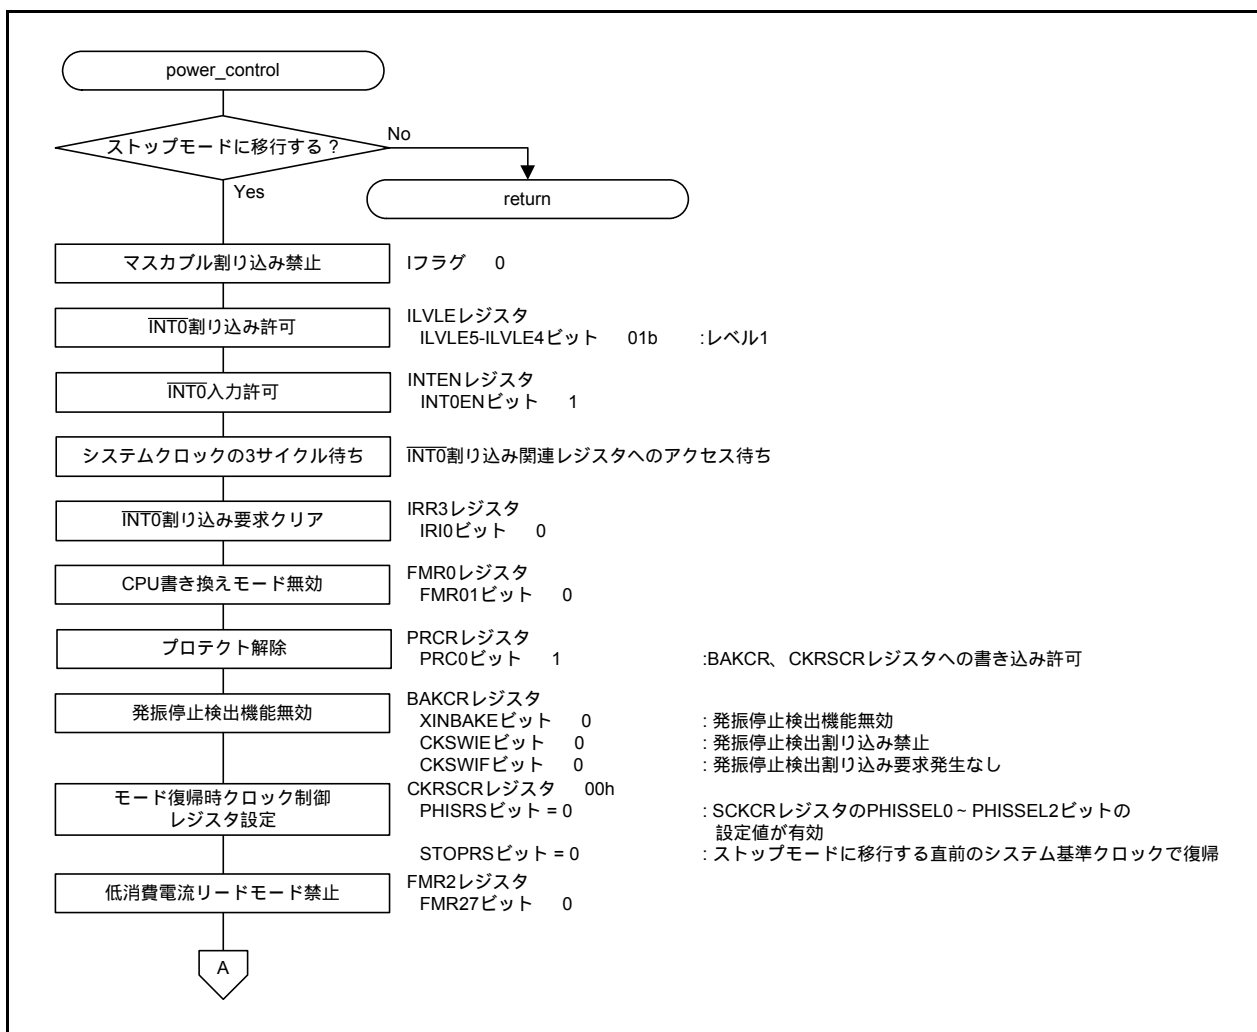 power_control
ストップモードに移行する?
No
Yes
return
マスカブル割り込み禁止
Iフラグ 0
INT0割り込み許可
ILVLEレジスタ
ILVLE5-ILVLE4ビット 01b :レベル1
INT0入力許可
INTENレジスタ
INT0ENビット 1
システムクロックの3サイクル待ち
INT0割り込み関連レジスタへのアクセス待ち
INT0割り込み要求クリア
IRR3レジスタ
IRI0ビット 0
CPU書き換えモード無効
FMR0レジスタ
FMR01ビット 0
プロテクト解除
PRCRレジスタ
PRC0ビット 1 :BAKCR、CKRSCRレジスタへの書き込み許可
発振停止検出機能無効
BAKCRレジスタ
XINBAKEビット 0 : 発振停止検出機能無効
CKSWIEビット 0 : 発振停止検出割り込み禁止
CKSWIFビット 0 : 発振停止検出割り込み要求発生なし
モード復帰時クロック制御
レジスタ設定
CKRSCRレジスタ 00h
PHISRSビット = 0 : SCKCRレジスタのPHISSEL0 ~ PHISSEL2ビットの
設定値が有効
STOPRSビット = 0 : ストップモードに移行する直前のシステム基準クロックで復帰
低消費電流リードモード禁止
FMR2レジスタ
FMR27ビット 0
A